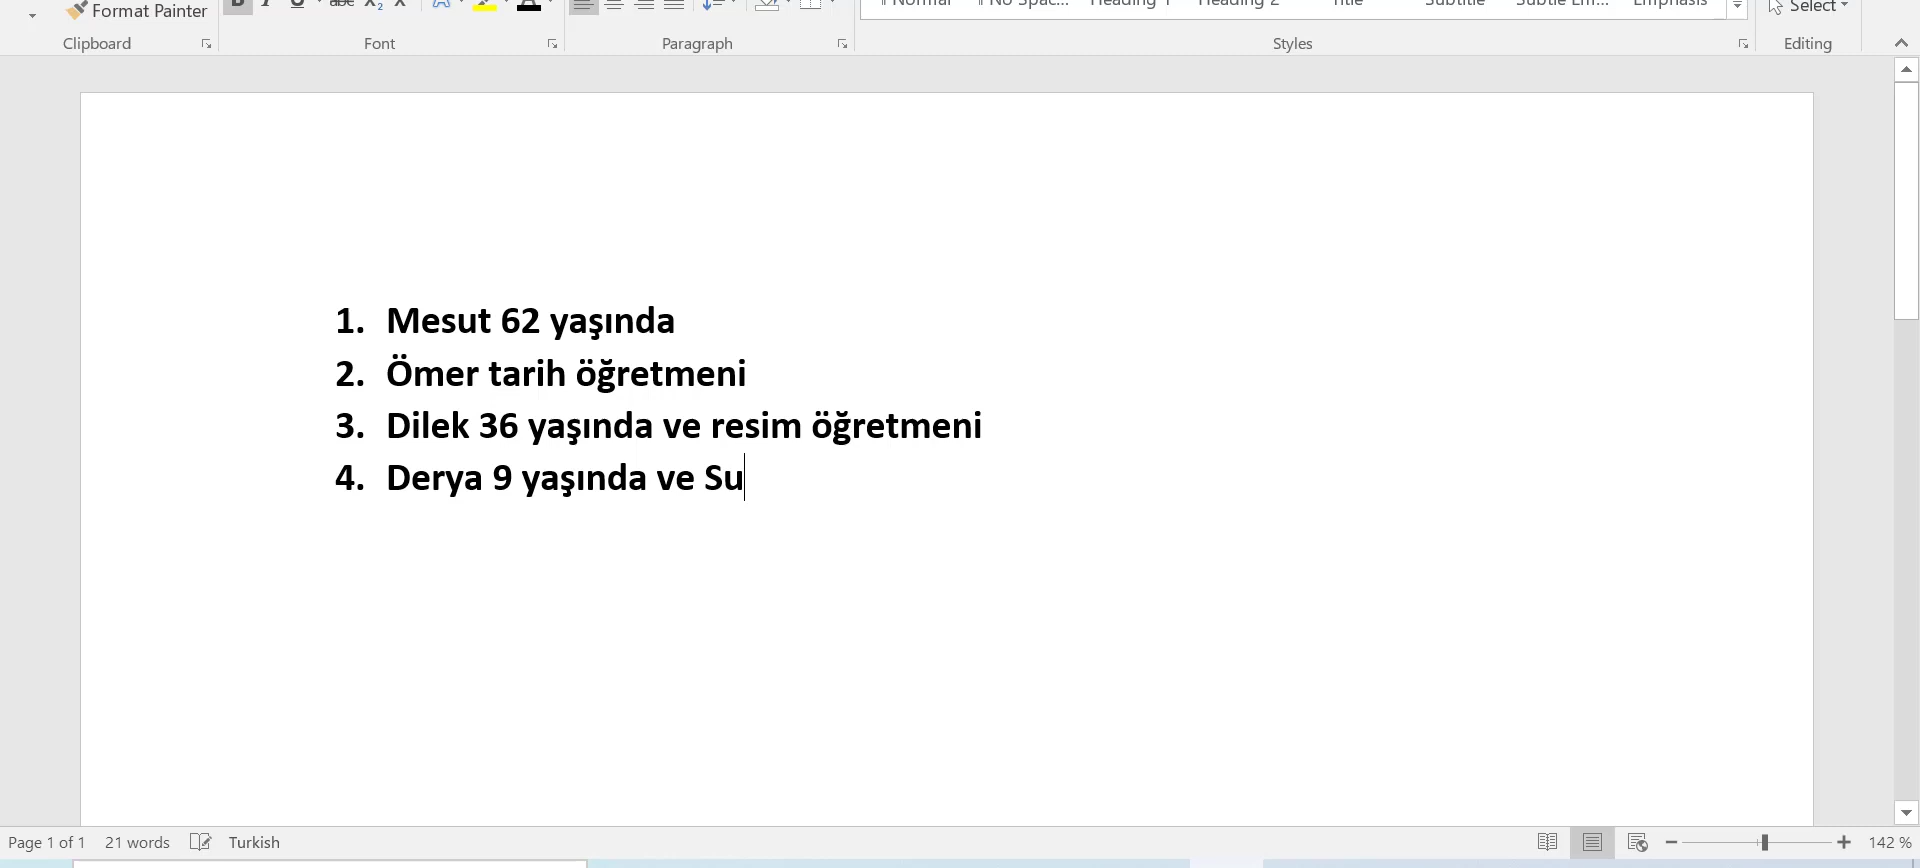 Format Painter
Clipboard
Font
Paragraph
Styles
Select
Editing
1. Mesut 62 yaşında
2. Ömer tarih öğretmeni
3. Dilek 36 yaşında ve resim öğretmeni
4. Derya 9 yaşında ve Su
Page 1 of 1 21 words Turkish 142 %